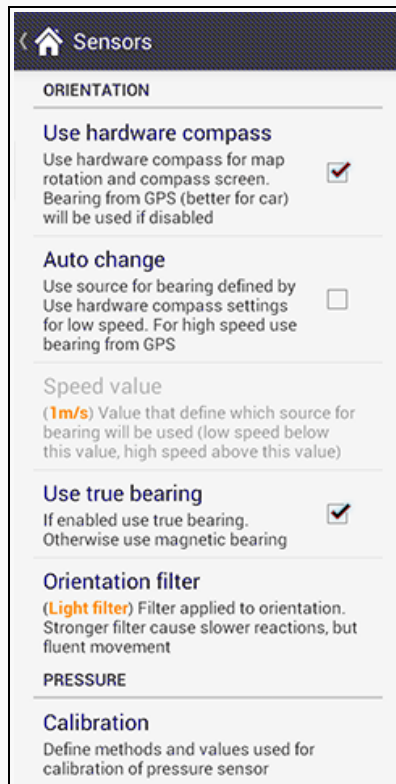 Sensors
ORIENTATION
Use hardware compass
Use hardware compass for map
rotation and compass screen.
Bearing from GPS (better for car)
will be used if disabled
Auto change
Use source for bearing defined by
Use hardware compass settings
for low speed. For high speed use
bearing from GPS
Speed value
(1m/s) Value that define which source for
bearing will be used (low speed below
this value, high speed above this value)
Use true bearing
If enabled use true bearing.
Otherwise use magnetic bearing
Orientation filter
(Light filter) Filter applied to orientation.
Stronger filter cause slower reactions, but
fluent movement
PRESSURE
Calibration
Define methods and values used for
calibration of pressure sensor